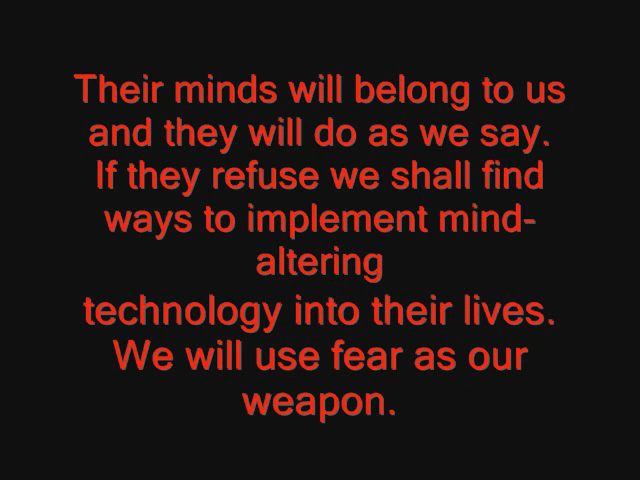 Their minds will belong to us
and they will do as we say.
If they refuse we shall find
ways to implement mind-
altering
technology into their lives.
We will use fear as our
weapon.